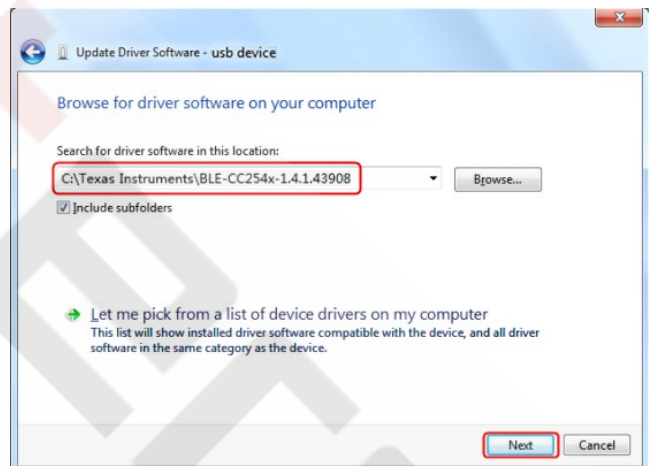 Update Driver Software - usb device
Browse for driver software on your computer
Search for driver software in this location:
C:\Texas Instruments\BLE-CC254x-1.4.1.43908
Browse...
Include subfolders
Let me pick from a list of device drivers on my computer
This list will show installed driver software compatible with the device, and all driver
software in the same category as the device.
Next
Cancel